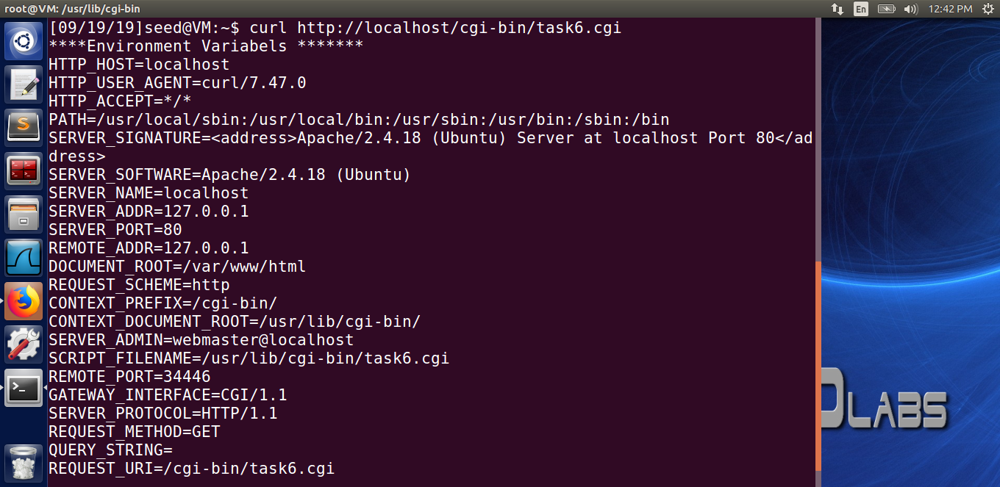 root@VM: /usr/lib/cgi-bin
En
12:42 PM
[09/19/19]seed@VM:~$ curl http://localhost/cgi-bin/task6.cgi
****Environment Variabels *******
HTTP_HOST=localhost
HTTP_USER_AGENT=curl/7.47.0
HTTP_ACCEPT=*/*
PATH=/usr/local/sbin:/usr/local/bin:/usr/sbin:/usr/bin:/sbin:/bin
SERVER_SIGNATURE=<address>Apache/2.4.18 (Ubuntu) Server at localhost Port 80</ad
dress>
SERVER_SOFTWARE=Apache/2.4.18 (Ubuntu)
SERVER_NAME=localhost
SERVER_ADDR=127.0.0.1
SERVER_PORT=80
REMOTE_ADDR=127.0.0.1
DOCUMENT_ROOT=/var/www/html
REQUEST_SCHEME=http
CONTEXT_PREFIX=/cgi-bin/
CONTEXT_DOCUMENT_ROOT=/usr/lib/cgi-bin/
SERVER_ADMIN=webmaster@localhost
SCRIPT_FILENAME=/usr/lib/cgi-bin/task6.cgi
REMOTE_PORT=34446
GATEWAY_INTERFACE=CGI/1.1
SERVER_PROTOCOL=HTTP/1.1
REQUEST_METHOD=GET
QUERY_STRING=
REQUEST_URI=/cgi-bin/task6.cgi
LABS